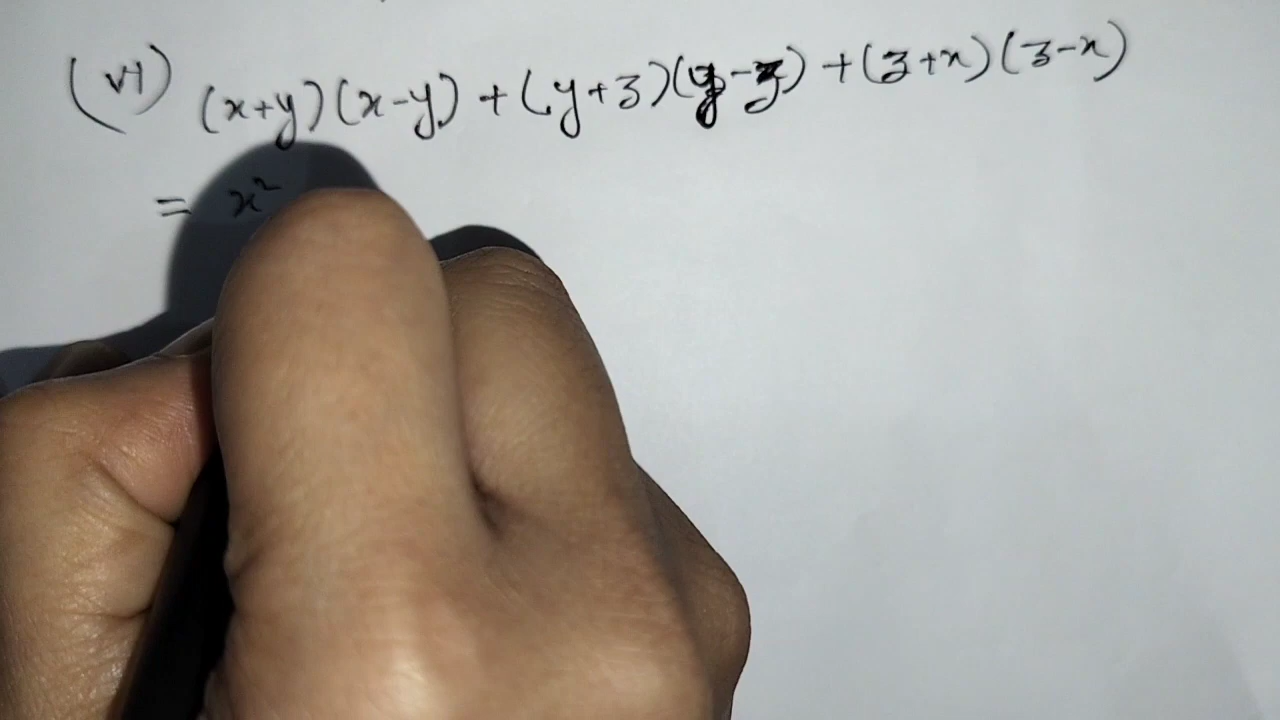 (vi) (x+y)(x-y) + (y+z)(y-z) + (z+x)(z-x)
= x²